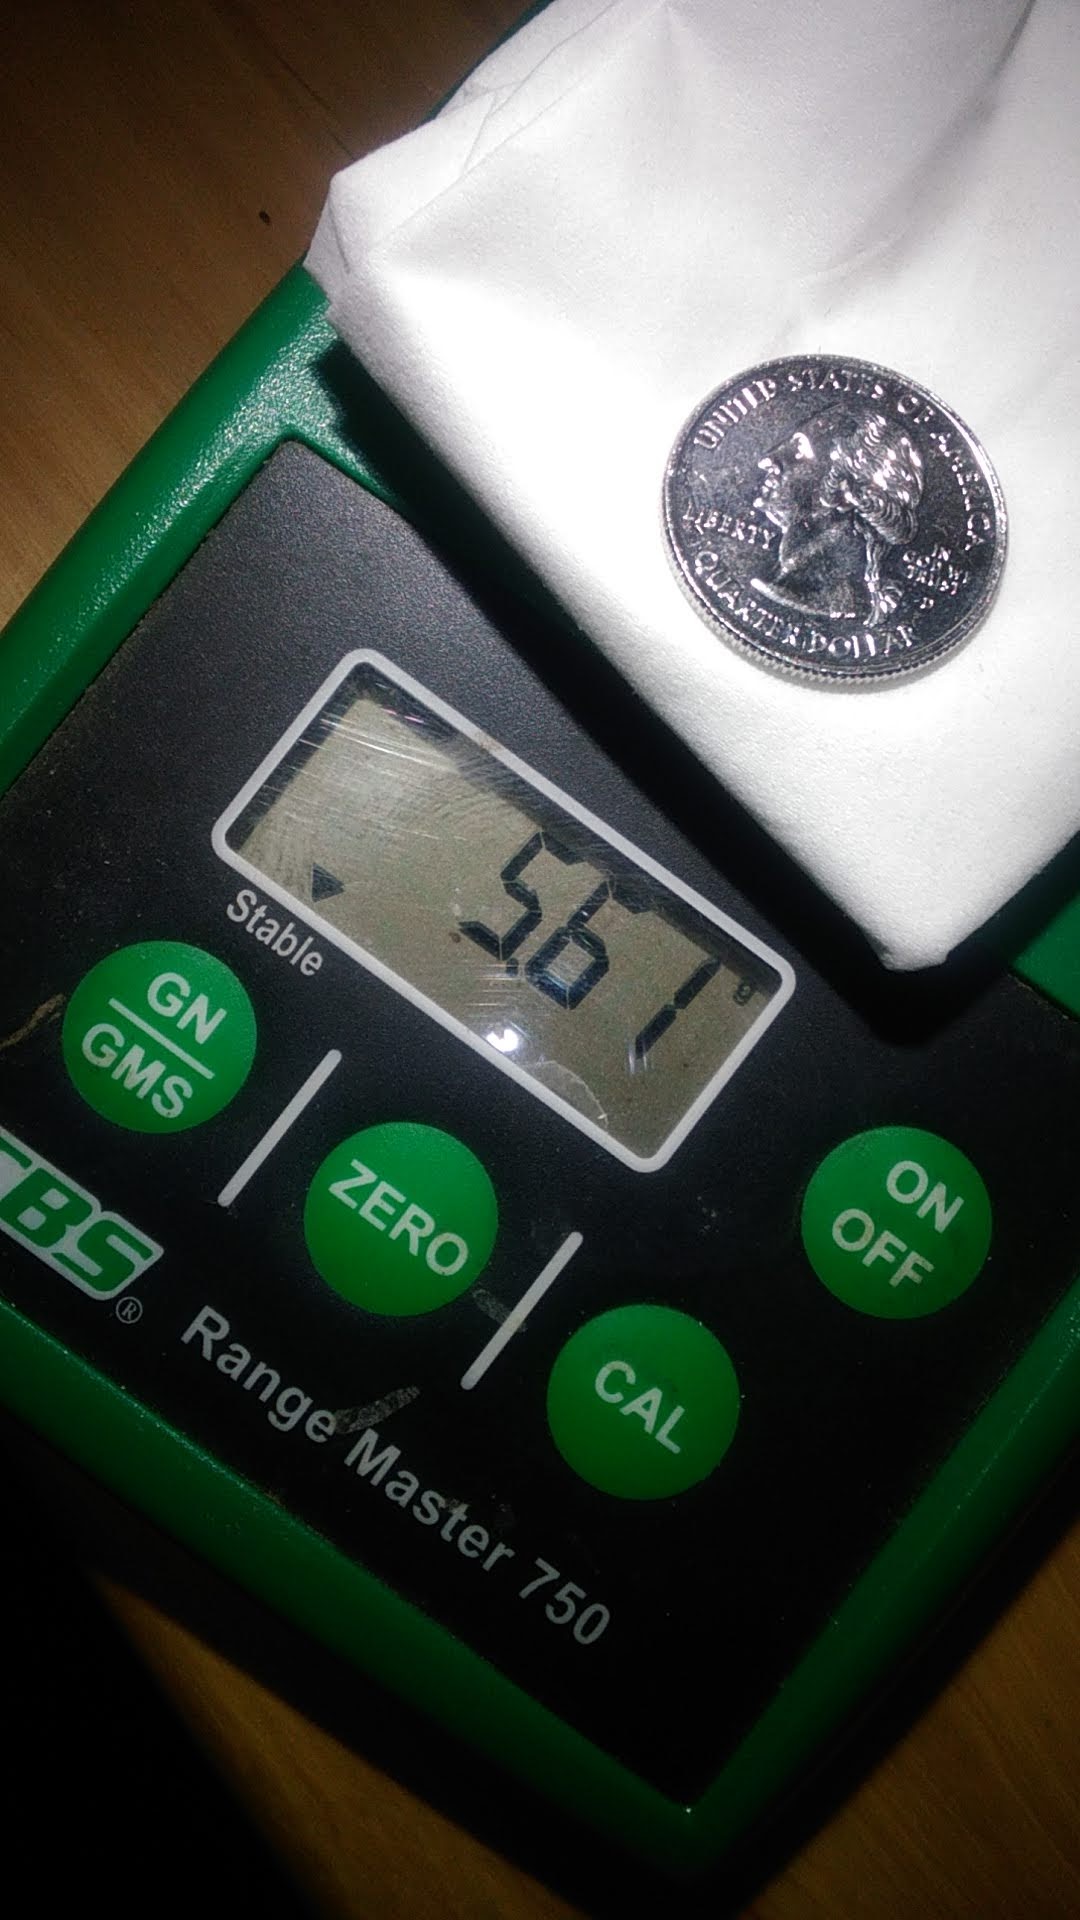 UNITED STATES OF AMERICA
LIBERTY
IN
GOD WE
TRUST
D
QUARTER DOLLAR
5.67 g
Stable
GN
GMS
ZERO
CAL
ON
OFF
®
Range Master 750